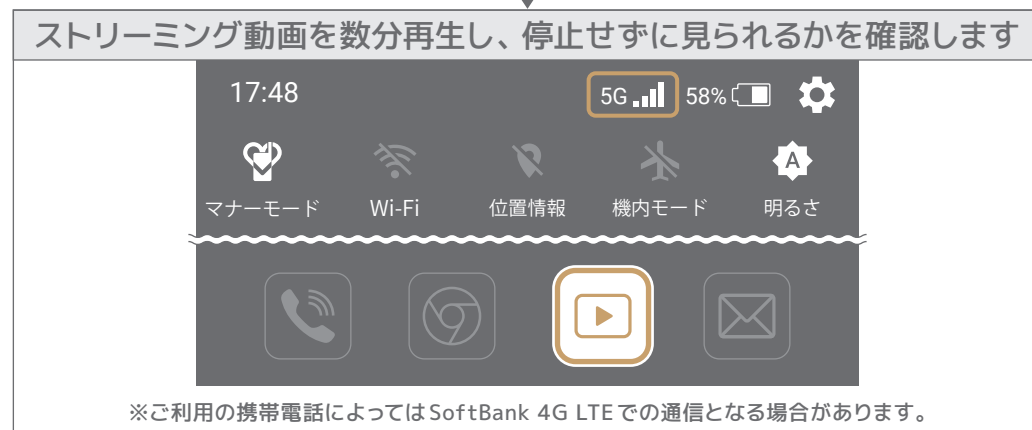 ストリーミング動画を数分再生し、停止せずに見られるかを確認します
17:48 5G 58%
A
マナーモード Wi-Fi 位置情報 機内モード 明るさ
※ご利用の携帯電話によってはSoftBank 4G LTEでの通信となる場合があります。